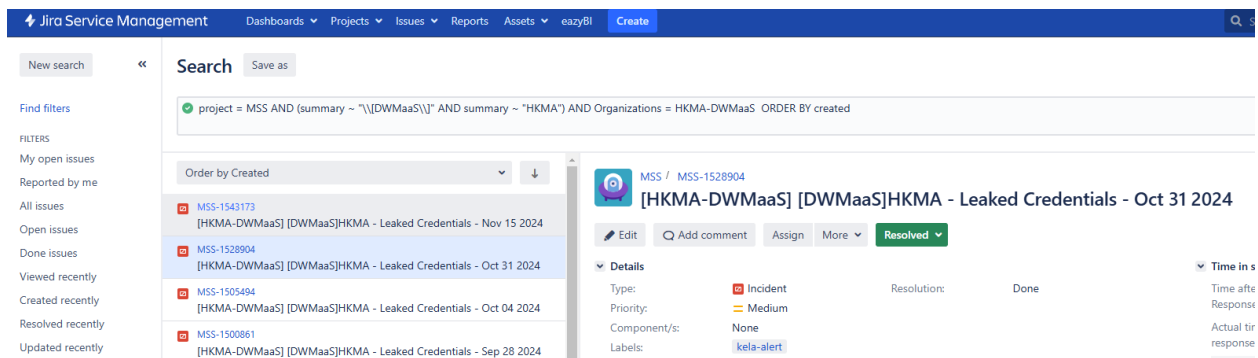 Jira Service Management Dashboards Projects Issues Reports Assets eazyBI Create
New search
Search Save as
Find filters
project = MSS AND (summary ~ "\\[DWMaaS\\]" AND summary ~ "HKMA") AND Organizations = HKMA-DWMaaS ORDER BY created
FILTERS
My open issues
Reported by me
All issues
Open issues
Done issues
Viewed recently
Created recently
Resolved recently
Updated recently
Order by Created
MSS-1543173
[HKMA-DWMaaS] [DWMaaS]HKMA - Leaked Credentials - Nov 15 2024
MSS-1528904
[HKMA-DWMaaS] [DWMaaS]HKMA - Leaked Credentials - Oct 31 2024
MSS-1505494
[HKMA-DWMaaS] [DWMaaS]HKMA - Leaked Credentials - Oct 04 2024
MSS-1500861
[HKMA-DWMaaS] [DWMaaS]HKMA - Leaked Credentials - Sep 28 2024
MSS / MSS-1528904
[HKMA-DWMaaS] [DWMaaS]HKMA - Leaked Credentials - Oct 31 2024
Edit Add comment Assign More Resolved
Details
Type: Incident Resolution: Done
Priority: Medium
Component/s: None
Labels: kela-alert
Time in s
Time afte
Response
Actual tim
response